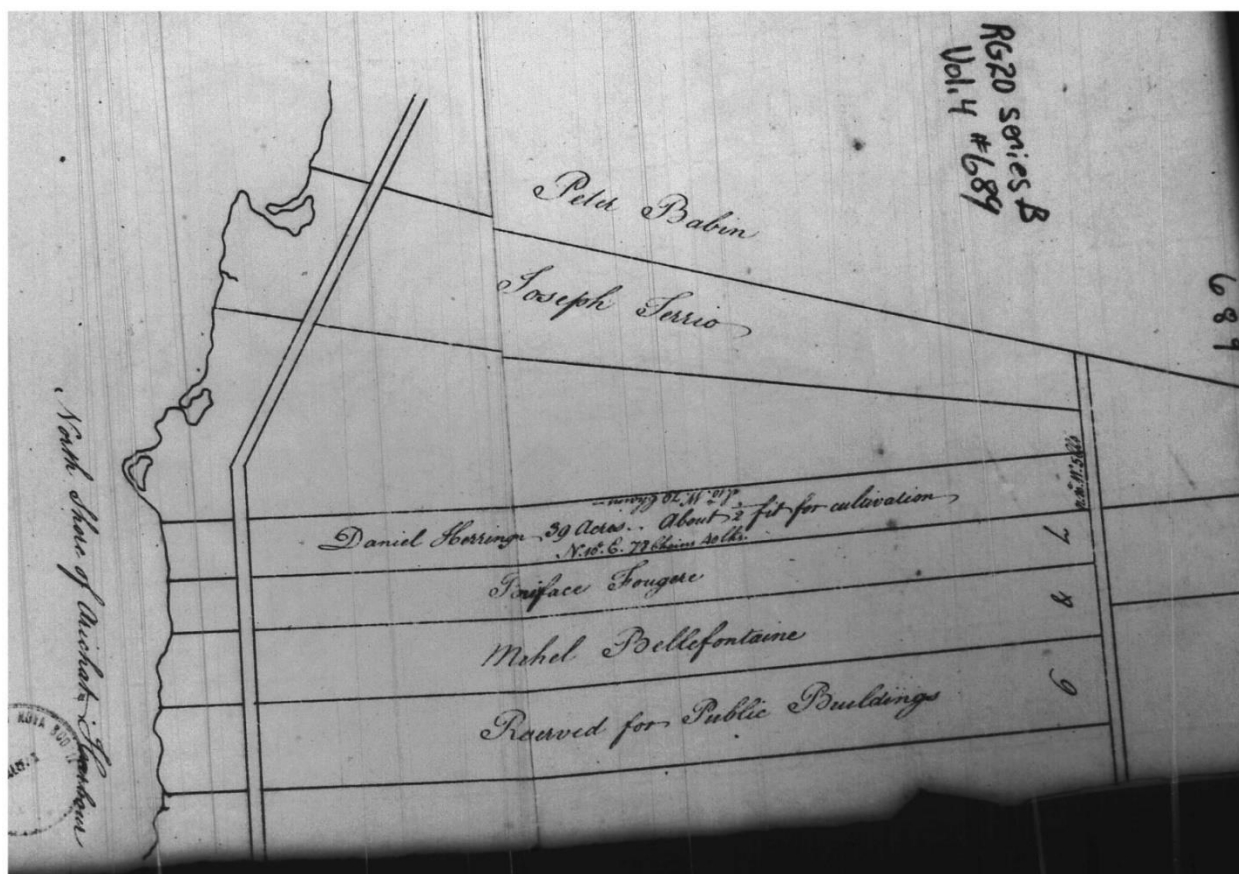 RG20 series B
Vol. 4 #689
689
Peter Babin
Joseph Terrio
Daniel Herring 39 Acres.. About 1/2 fit for cultivation
N. 10°. E. 78 Chains 40 lks.
Boniface Fougere
7
Mihel Bellefontaine
8
Reserved for Public Buildings
9
North Shore of Arichat Harbour